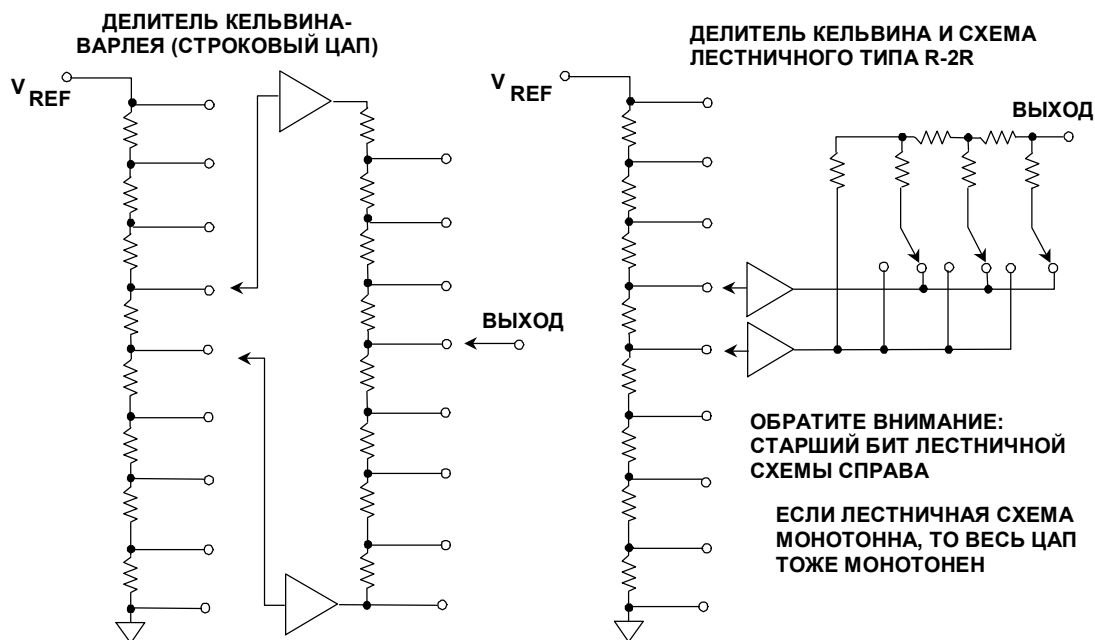 ДЕЛИТЕЛЬ КЕЛЬВИНА-
ВАРЛЕЯ (СТРОКОВЫЙ ЦАП)
V REF
ВЫХОД
ДЕЛИТЕЛЬ КЕЛЬВИНА И СХЕМА
ЛЕСТНИЧНОГО ТИПА R-2R
V REF
ВЫХОД
ОБРАТИТЕ ВНИМАНИЕ:
СТАРШИЙ БИТ ЛЕСТНИЧНОЙ
СХЕМЫ СПРАВА
ЕСЛИ ЛЕСТНИЧНАЯ СХЕМА
МОНОТОННА, ТО ВЕСЬ ЦАП
ТОЖЕ МОНОТОНЕН